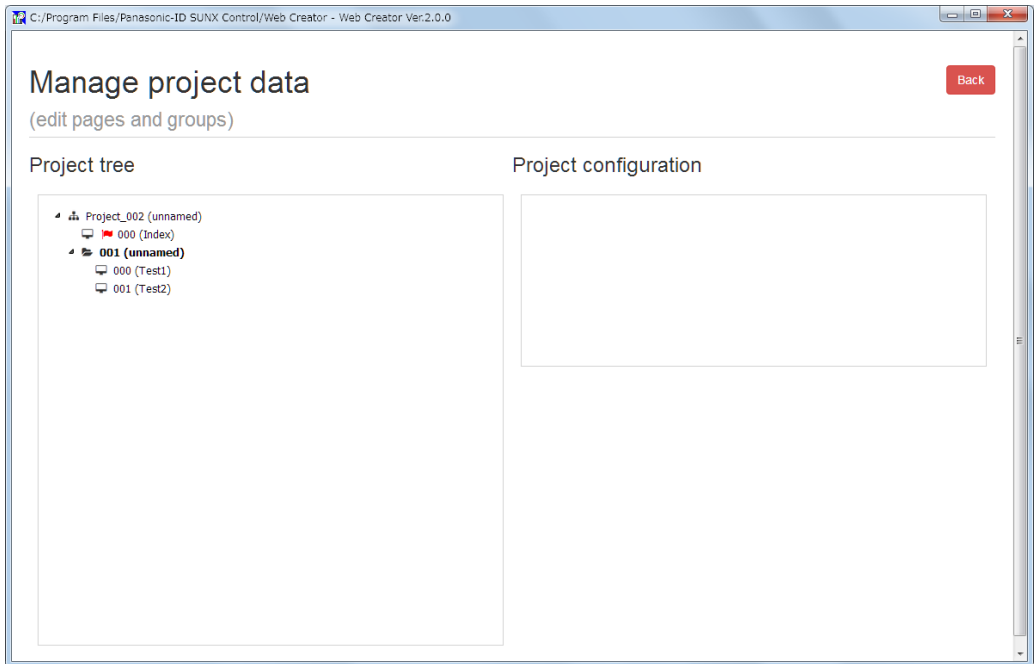 C:/Program Files/Panasonic-ID SUNX Control/Web Creator - Web Creator Ver.2.0.0
Manage project data
Back
(edit pages and groups)
Project tree
Project configuration
Project_002 (unnamed)
000 (Index)
001 (unnamed)
000 (Test1)
001 (Test2)